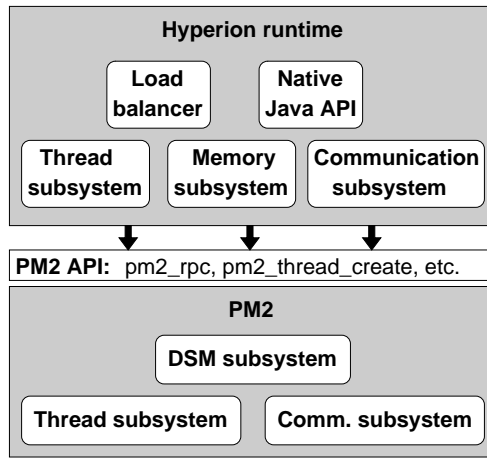 Hyperion runtime
Load
balancer
Native
Java API
Thread
subsystem
Memory
subsystem
Communication
subsystem
PM2 API: pm2_rpc, pm2_thread_create, etc.
PM2
DSM subsystem
Thread subsystem
Comm. subsystem